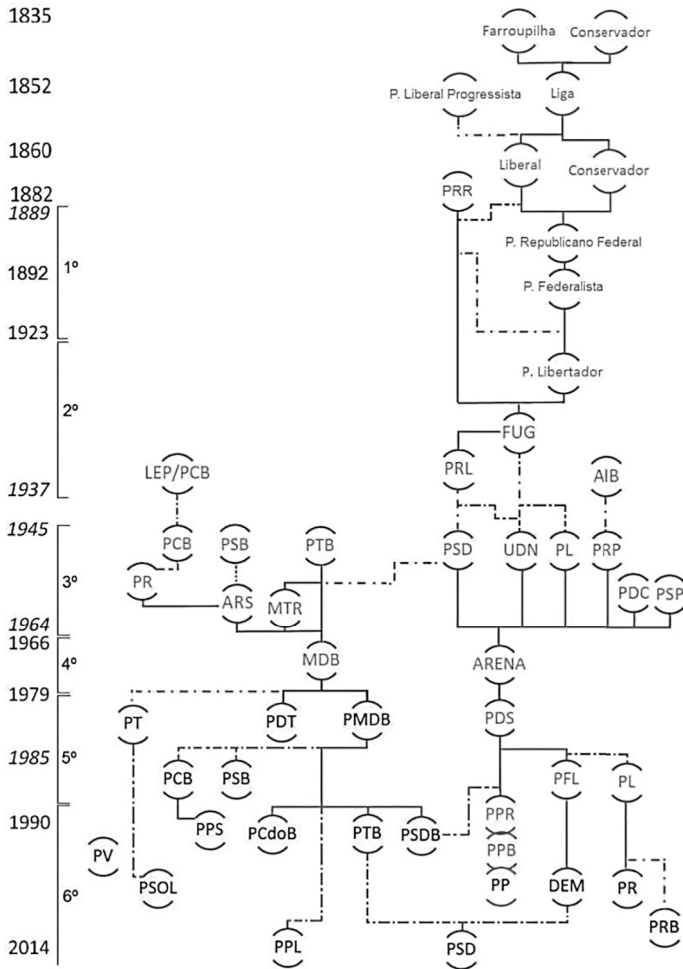 1835
Farroupilha Conservador
1852
P. Liberal Progressista Liga
1860
Liberal Conservador
1882
PRR
1889
P. Republicano Federal
1º
1892
P. Federalista
1923
P. Libertador
2º
FUG
LEP/PCB PRL AIB
1937
1945
PCB PSB PTB PSD UDN PL PRP
3º
PR ARS MTR PDC PSP
1964
1966
4º
MDB ARENA
1979
PT PDT PMDB PDS
1985 5º
PCB PSB PFL PL
1990
PPS PCdoB PTB PSDB PPR
PV PPB
6º
PSOL PP DEM PR
PRB
2014
PPL PSD